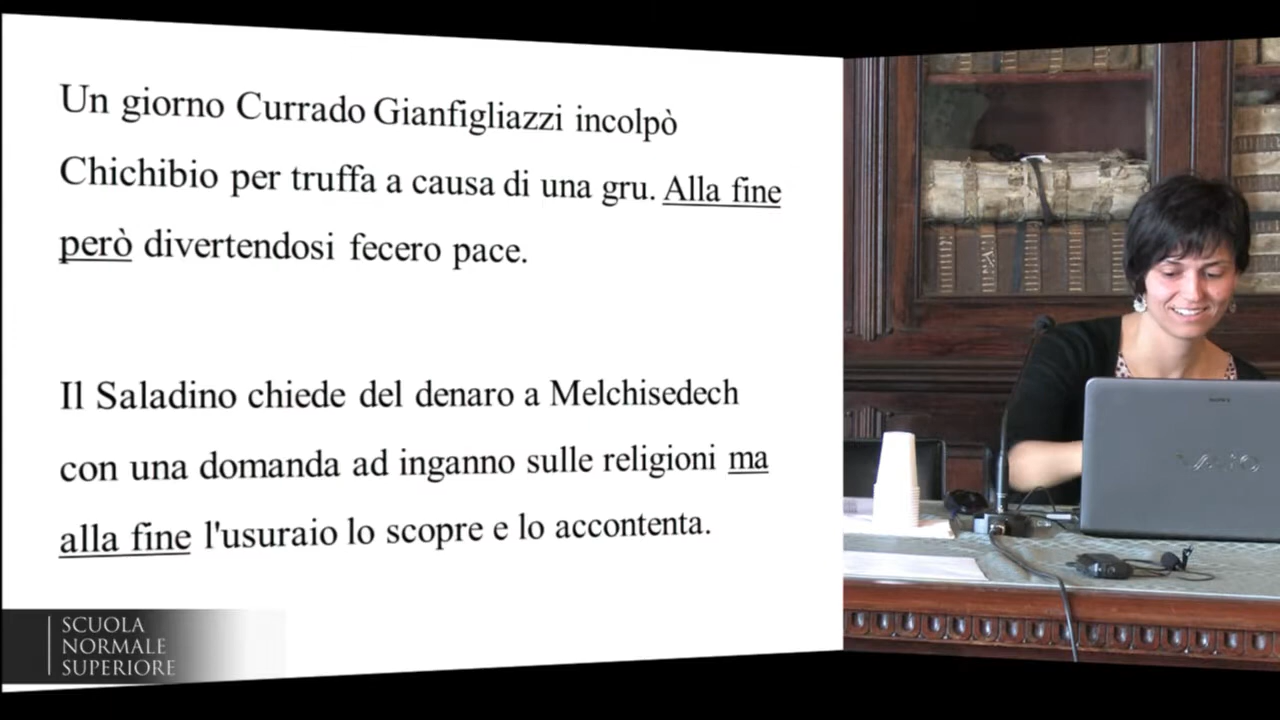 Un giorno Currado Gianfigliazzi incolpò
Chichibio per truffa a causa di una gru. Alla fine
però divertendosi fecero pace.
Il Saladino chiede del denaro a Melchisedech
con una domanda ad inganno sulle religioni ma
alla fine l'usuraio lo scopre e lo accontenta.
SCUOLA
NORMALE
SUPERIORE
VAIO